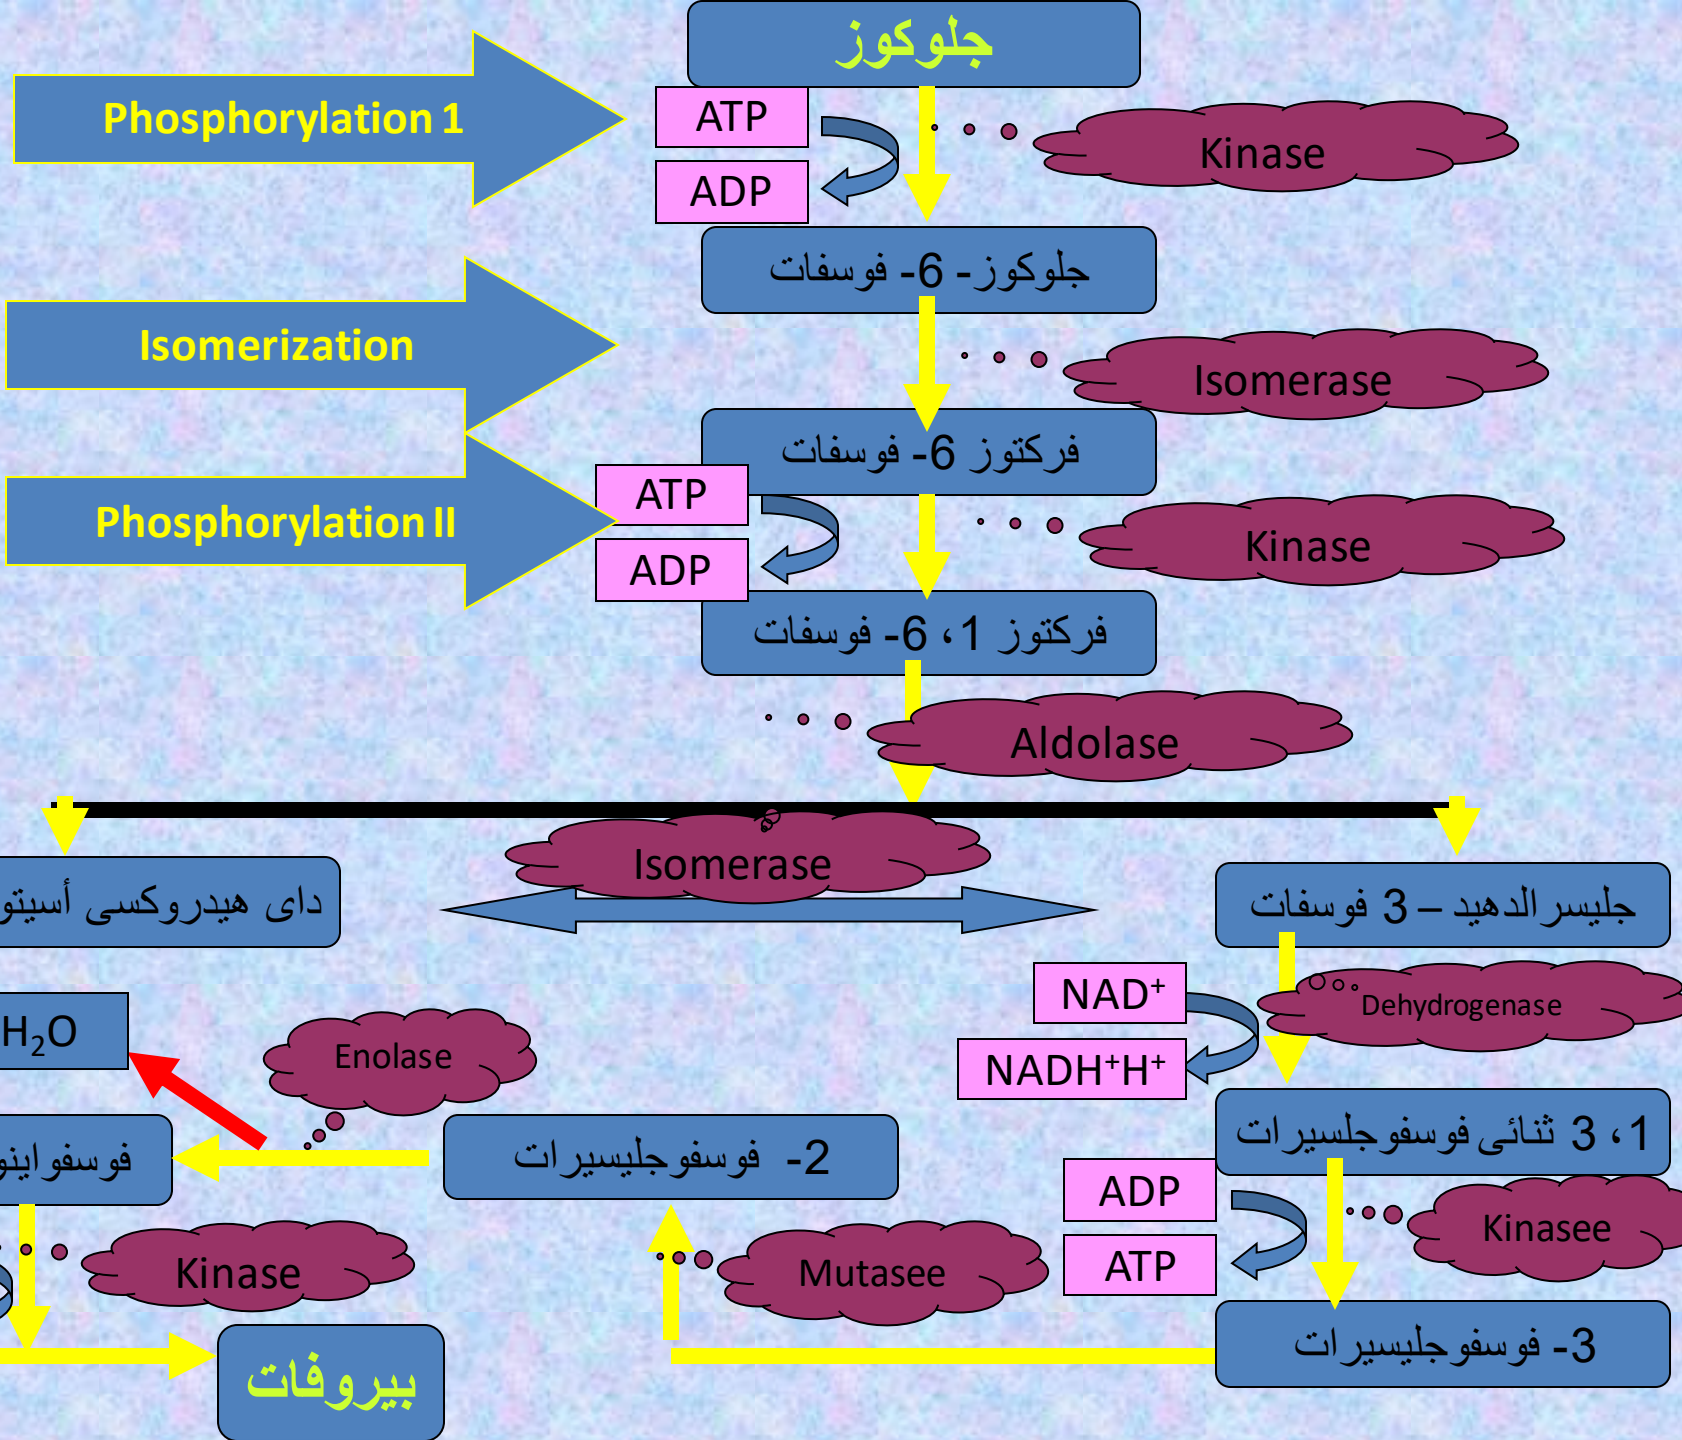 جلوكوز
Phosphorylation 1
ATP
Kinase
ADP
جلوكوز- 6- فوسفات
Isomerization
Isomerase
فركتوز 6- فوسفات
ATP
Phosphorylation II
Kinase
ADP
فركتوز 1، 6- فوسفات
Aldolase
Isomerase
داى هيدروكسى
جليسرالدهيد – 3 فوسفات
NAD+
Dehydrogenase
H2O
Enolase
NADH+H+
1، 3 ثنائى فوسفوجلسيرات
2- فوسفوجليسيرات
ADP
Kinasee
Kinase
Mutasee
ATP
3- فوسفوجليسيرات
بيروفات